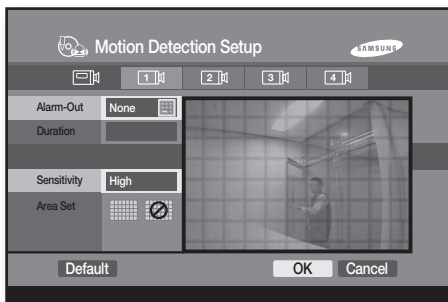 Motion Detection Setup
SAMSUNG
1 2 3 4
Alarm-Out None
Duration
Sensitivity High
Area Set
Default OK Cancel